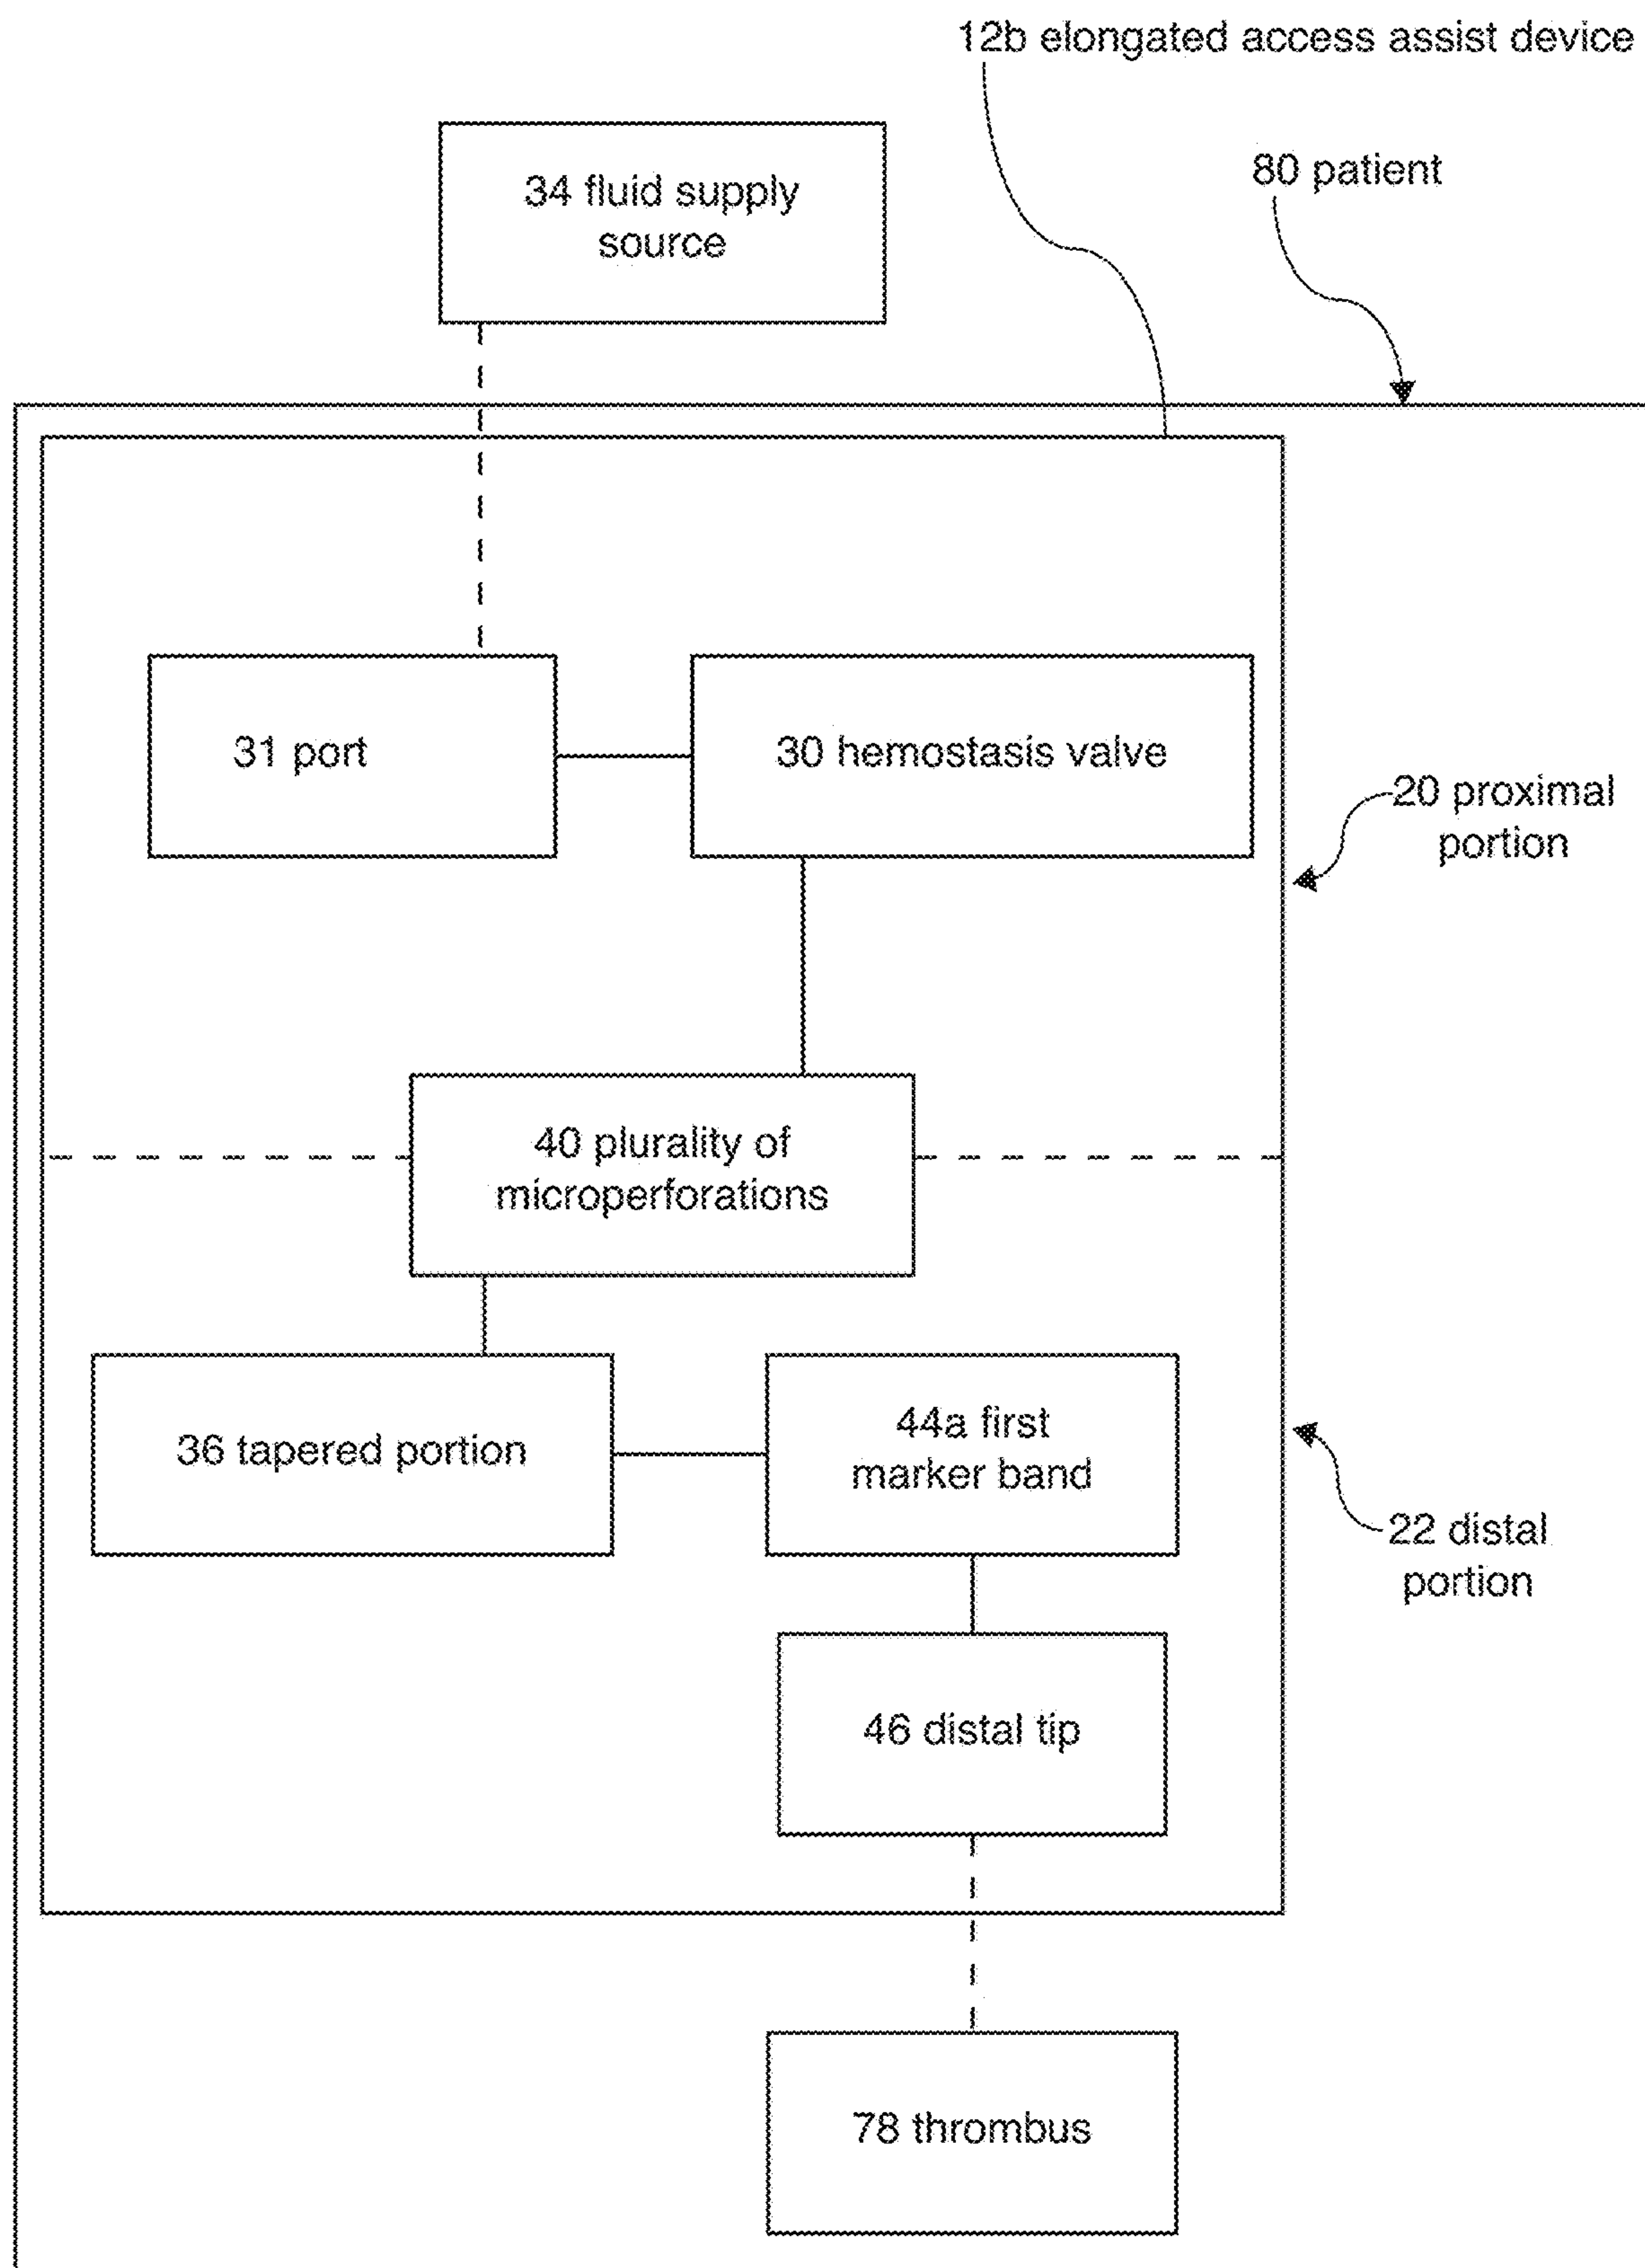 12b elongated access assist device
80 patient
34 fluid supply
source
31 port
30 hemostasis valve
20 proximal
portion
40 plurality of
microperforations
36 tapered portion
44a first
marker band
22 distal
portion
46 distal tip
78 thrombus